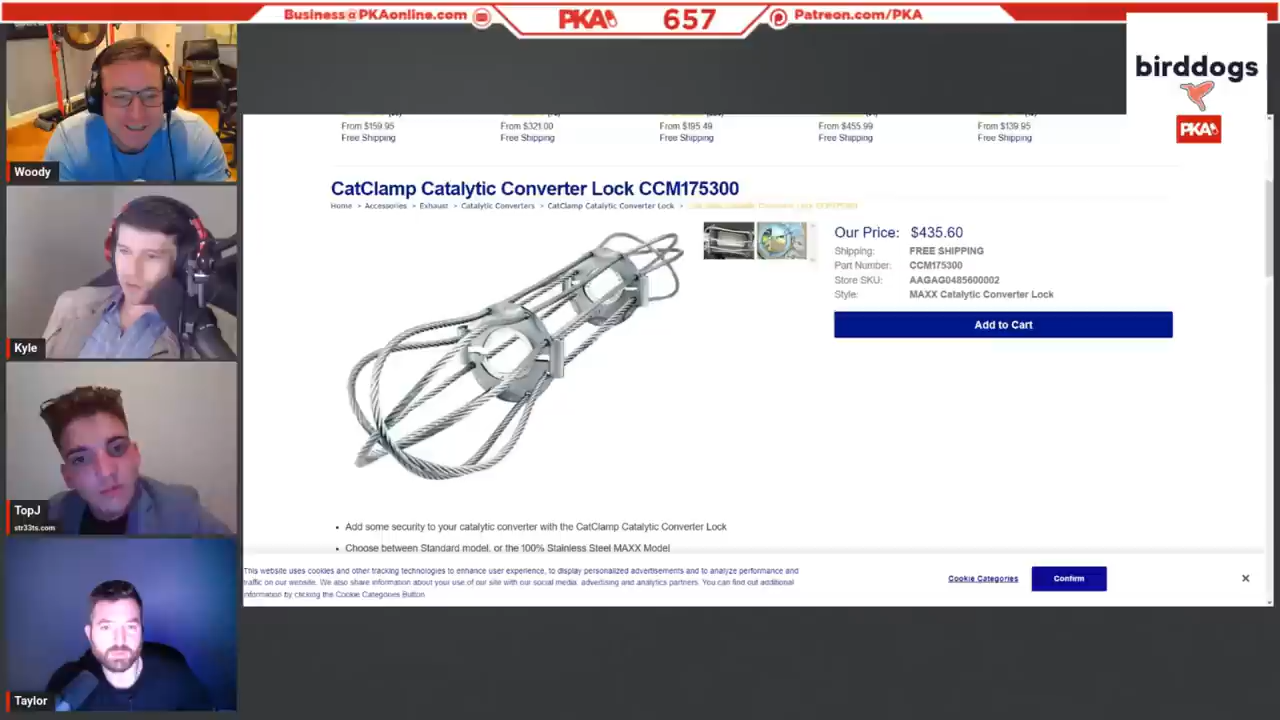 Business@PKAonline.com
PKA
657
Patreon.com/PKA
birddogs
PKA
Woody
Kyle
TopJ
str33ts.com
Taylor
From $159.95
Free Shipping
From $321.00
Free Shipping
From $195.49
Free Shipping
From $455.99
Free Shipping
From $139.95
Free Shipping
CatClamp Catalytic Converter Lock CCM175300
Home > Accessories > Exhaust > Catalytic Converters > CatClamp Catalytic Converter Lock > CatClamp Catalytic Converter Lock CCM175300
Our Price: $435.60
Shipping: FREE SHIPPING
Part Number: CCM175300
Store SKU: AAGAG0485600002
Style: MAXX Catalytic Converter Lock
Add to Cart
• Add some security to your catalytic converter with the CatClamp Catalytic Converter Lock
• Choose between Standard model, or the 100% Stainless Steel MAXX Model
This website uses cookies and other tracking technologies to enhance user experience, to display personalized advertisements and to analyze performance and
traffic on our website. We also share information about your use of our site with our social media, advertising and analytics partners. You can find out additional
information by clicking the Cookie Categories Button.
Cookie Categories
Confirm